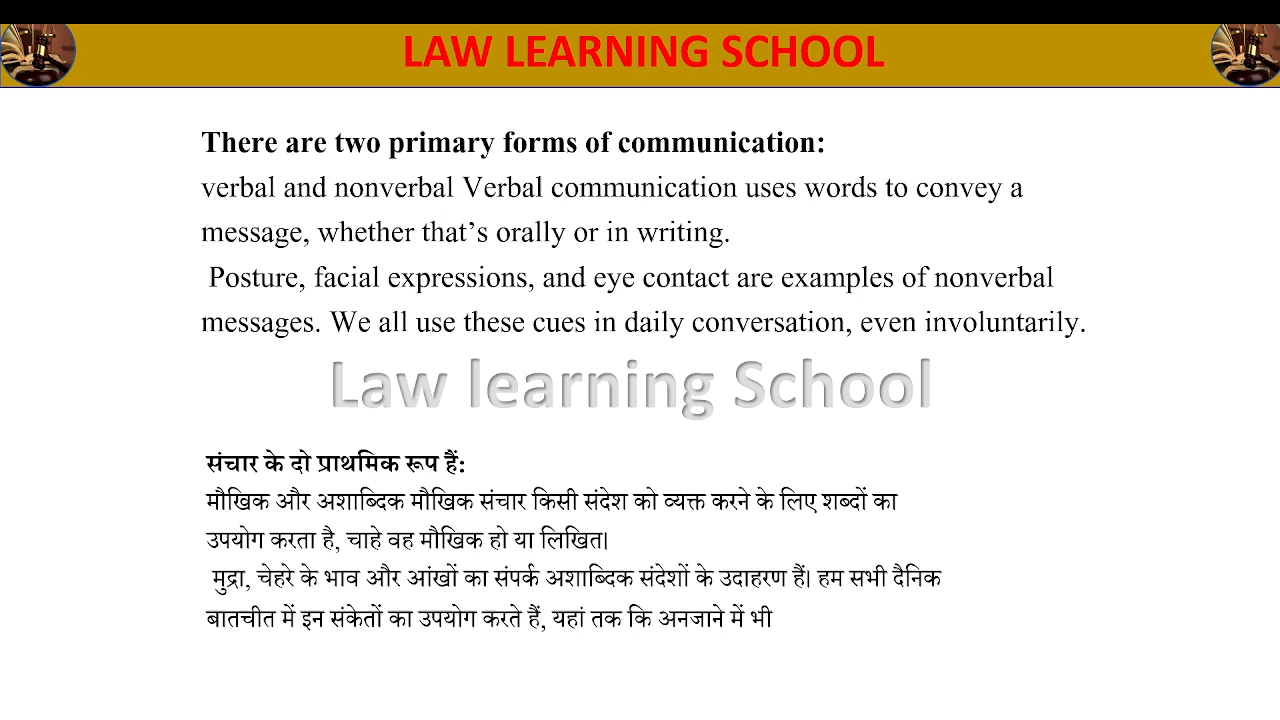 LAW LEARNING SCHOOL
There are two primary forms of communication:
verbal and nonverbal Verbal communication uses words to convey a
message, whether that’s orally or in writing.
Posture, facial expressions, and eye contact are examples of nonverbal
messages. We all use these cues in daily conversation, even involuntarily.
Law learning School
संचार के दो प्राथमिक रूप हैं:
मौखिक और अशाब्दिक मौखिक संचार किसी संदेश को व्यक्त करने के लिए शब्दों का
उपयोग करता है, चाहे वह मौखिक हो या लिखित।
मुद्रा, चेहरे के भाव और आंखों का संपर्क अशाब्दिक संदेशों के उदाहरण हैं। हम सभी दैनिक
बातचीत में इन संकेतों का उपयोग करते हैं, यहां तक कि अनजाने में भी